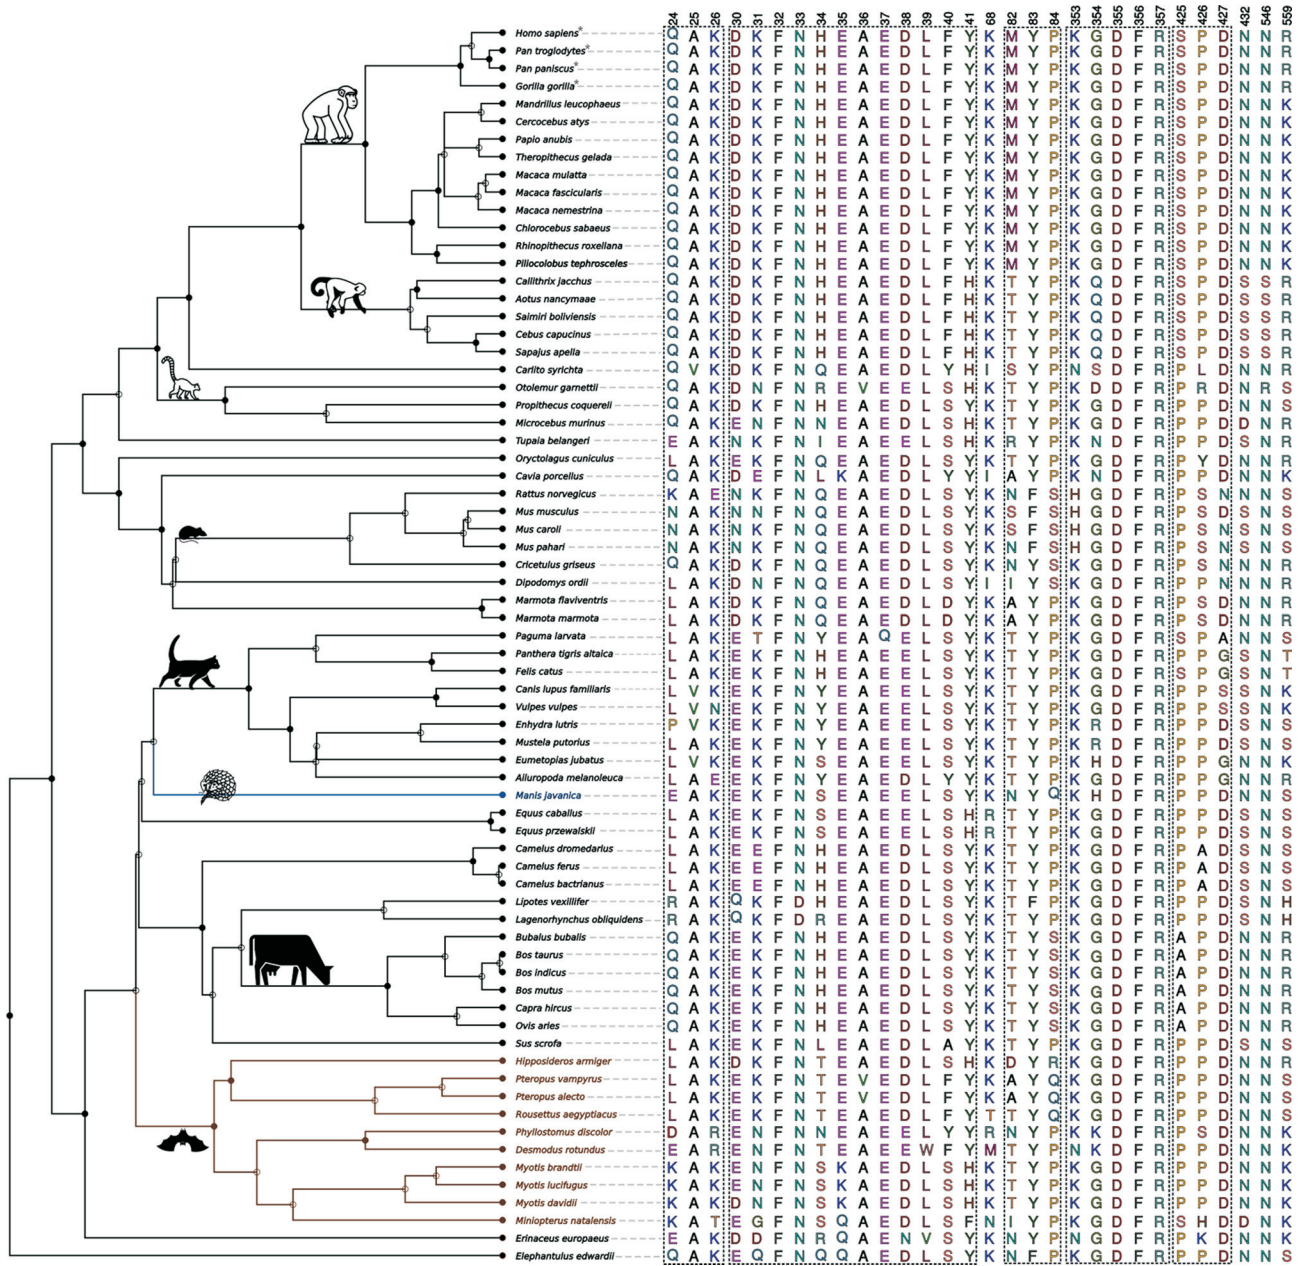 24 25 26 30 31 32 33 34 35 36 37 38 39 40 41 68 82 83 84 353 354 355 356 357 425 426 427 432 546 559
Homo sapiens* Q A K D K F N H E A E D L F Y K M Y P K G D F R S P D N N R
Pan troglodytes* Q A K D K F N H E A E D L F Y K M Y P K G D F R S P D N N R
Pan paniscus* Q A K D K F N H E A E D L F Y K M Y P K G D F R S P D N N R
Gorilla gorilla* Q A K D K F N H E A E D L F Y K M Y P K G D F R S P D N N R
Mandrillus leucophaeus Q A K D K F N H E A E D L F Y K M Y P K G D F R S P D N N K
Cercocebus atys Q A K D K F N H E A E D L F Y K M Y P K G D F R S P D N N K
Papio anubis Q A K D K F N H E A E D L F Y K M Y P K G D F R S P D N N K
Theropithecus gelada Q A K D K F N H E A E D L F Y K M Y P K G D F R S P D N N K
Macaca mulatta Q A K D K F N H E A E D L F Y K M Y P K G D F R S P D N N K
Macaca fascicularis Q A K D K F N H E A E D L F Y K M Y P K G D F R S P D N N K
Macaca nemestrina Q A K D K F N H E A E D L F Y K M Y P K G D F R S P D N N K
Chlorocebus sabaeus Q A K D K F N H E A E D L F Y K M Y P K G D F R S P D N N K
Rhinopithecus roxellana Q A K D K F N H E A E D L F Y K M Y P K G D F R S P D N N K
Piliocolobus tephrosceles Q A K D K F N H E A E D L F Y K M Y P K G D F R S P D N N K
Callithrix jacchus Q A K D K F N H E A E D L F H K T Y P K Q D F R S P D S S R
Aotus nancymaae Q A K D K F N H E A E D L F H K T Y P K Q D F R S P D S S R
Saimiri boliviensis Q A K D K F N H E A E D L F H K T Y P K Q D F R S P D S S R
Cebus capucinus Q A K D K F N H E A E D L F H K T Y P K Q D F R S P D S S R
Sapajus apella Q A K D K F N H E A E D L F H K T Y P K Q D F R S P D S S R
Carlito syrichta Q V K D K F N Q E A E D L Y H I S Y P N S D F R P L D N N R
Otolemur garnettii Q A K D N F N R E V E E L S H K T Y P K D D F R P R D N R S
Propithecus coquereli Q A K D K F N H E A E D L S Y K T Y P K G D F R P P D N N S
Microcebus murinus Q A K E N F N N E A E D L S H K T Y P K G D F R P P D D N R
Tupaia belangeri E A K N K F N I E A E E L S H K R Y P K N D F R P P D S N R
Oryctolagus cuniculus L A K E K F N Q E A E D L S Y K T Y P K G D F R P Y D N N R
Cavia porcellus Q A K D E F N L K A E D L Y Y I A Y P K N D F R P P D N N K
Rattus norvegicus K A E N K F N Q E A E D L S Y K N F S H G D F R P S N N N S
Mus musculus N A K N N F N Q E A E D L S Y K S F S H G D F R P S D S N S
Mus caroli N A K N K F N Q E A E D L S Y K S F S H G D F R P S N S N S
Mus pahari N A K N K F N Q E A E D L S Y K N F S H G D F R P S N S N S
Cricetulus griseus Q A K D K F N Q E A E D L S Y K N Y S K G D F R P S N N N R
Dipodomys ordii L A K D N F N Q E A E D L S Y I I Y S K G D F R P P N N N R
Marmota flaviventris L A K D K F N Q E A E D L D Y K A Y P K G D F R P S D N N R
Marmota marmota L A K D K F N Q E A E D L D Y K A Y P K G D F R P S D N N R
Paguma larvata L A K E T F N Y E A Q E L S Y K T Y P K G D F R S P A N N S
Panthera tigris altaica L A K E K F N H E A E E L S Y K T Y P K G D F R P P G S N T
Felis catus L A K E K F N H E A E E L S Y K T Y P K G D F R S P G S N T
Canis lupus familiaris L V K E K F N Y E A E E L S Y K T Y P K G D F R P P S S N K
Vulpes vulpes L V N E K F N Y E A E E L S Y K T Y P K G D F R P P S S N K
Enhydra lutris P V K E K F N Y E A E E L S Y K T Y P K R D F R P P D S N S
Mustela putorius L A K E K F N Y E A E E L S Y K T Y P K R D F R P P D S N S
Eumetopias jubatus L V K E K F N S E A E E L S Y K T Y P K H D F R P P G N N K
Ailuropoda melanoleuca L A E E K F N Y E A E D L Y Y K T Y P K G D F R P P G N N R
Manis javanica E A K E K F N S E A E E L S Y K N Y Q K H D F R P P D N N S
Equus caballus L A K E K F N S E A E E L S H R T Y P K G D F R P P D S N S
Equus przewalskii L A K E K F N S E A E E L S H R T Y P K G D F R P P D S N S
Camelus dromedarius L A K E E F N H E A E D L S Y K T Y P K G D F R P A D S N S
Camelus ferus L A K E E F N H E A E D L S Y K T Y P K G D F R P A D S N S
Camelus bactrianus L A K E E F N H E A E D L S Y K T Y P K G D F R P A D S N S
Lipotes vexillifer R A K Q K F D H E A E D L S Y K T F P K G D F R P P D S N H
Lagenorhynchus obliquidens R A K Q K F D R E A E D L S Y K T Y P K G D F R P P D S N H
Bubalus bubalis Q A K E K F N H E A E D L S Y K T Y S K G D F R A P D N N R
Bos taurus Q A K E K F N H E A E D L S Y K T Y S K G D F R A P D N N R
Bos indicus Q A K E K F N H E A E D L S Y K T Y S K G D F R A P D N N R
Bos mutus Q A K E K F N H E A E D L S Y K T Y S K G D F R A P D N N R
Capra hircus Q A K E K F N H E A E D L S Y K T Y S K G D F R A P D N N R
Ovis aries Q A K E K F N H E A E D L S Y K T Y S K G D F R A P D N N R
Sus scrofa L A K E K F N L E A E D L A Y K T Y P K G D F R P P D S N S
Hipposideros armiger L A K D K F N T E A E D L S H K D Y R K G D F R P P D N N R
Pteropus vampyrus L A K E K F N T E V E D L F Y K A Y Q K G D F R P P D N N S
Pteropus alecto L A K E K F N T E V E D L F Y K A Y Q K G D F R P P D N N S
Rousettus aegyptiacus L A K E K F N T E A E D L F Y T T Y Q K G D F R P P D N N S
Phyllostomus discolor D A R E N F N N E A E E L Y Y R N Y P K K D F R P S D N N K
Desmodus rotundus E A R E N F N T E A E E W F Y M T Y P N K D F R P P D N N K
Myotis brandtii K A K E N F N S K A E D L S H K T Y P K G D F R P P D N N K
Myotis lucifugus K A K E N F N S K A E D L S H K T Y P K G D F R P P D N N K
Myotis davidii K A K D N F N S K A E D L S H K T Y P K G D F R P P D N N K
Miniopterus natalensis K A T E G F N S Q A E D L S F N I Y P K G D F R S H D D N K
Erinaceus europaeus E A K D D F N R Q A E N V S Y K N Y P N G D F R P K D N N K
Elephantulus edwardii Q A K E Q F N Q Q A E D L S Y K N F P K G D F R P P D N N S